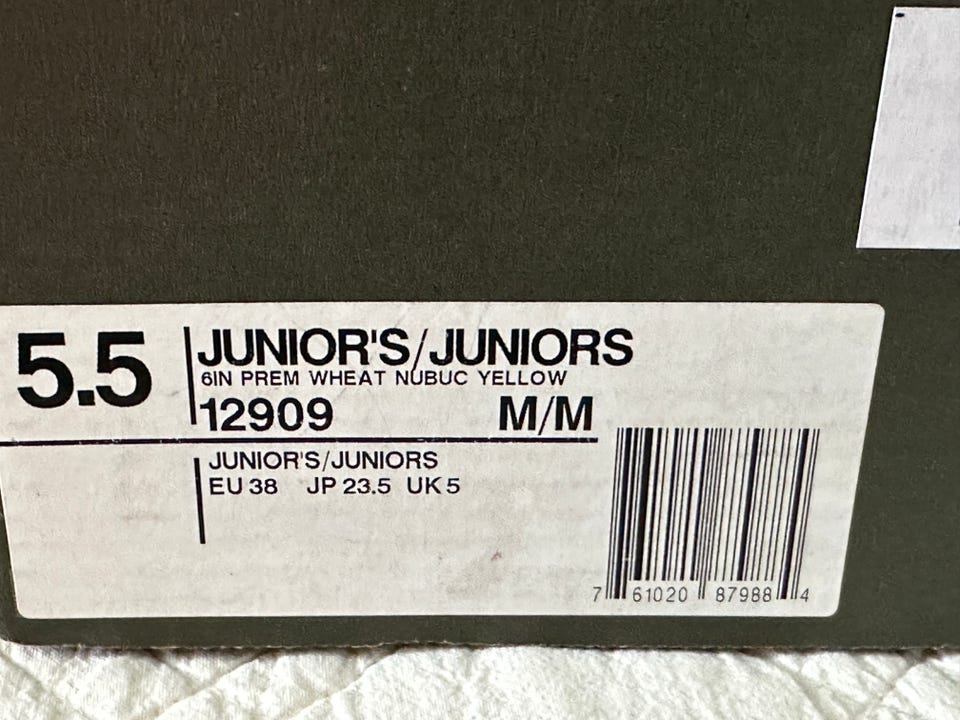 5.5
JUNIOR'S/JUNIORS
6IN PREM WHEAT NUBUC YELLOW
12909 M/M
JUNIOR'S/JUNIORS
EU 38 JP 23.5 UK 5
7 61020 87988 4